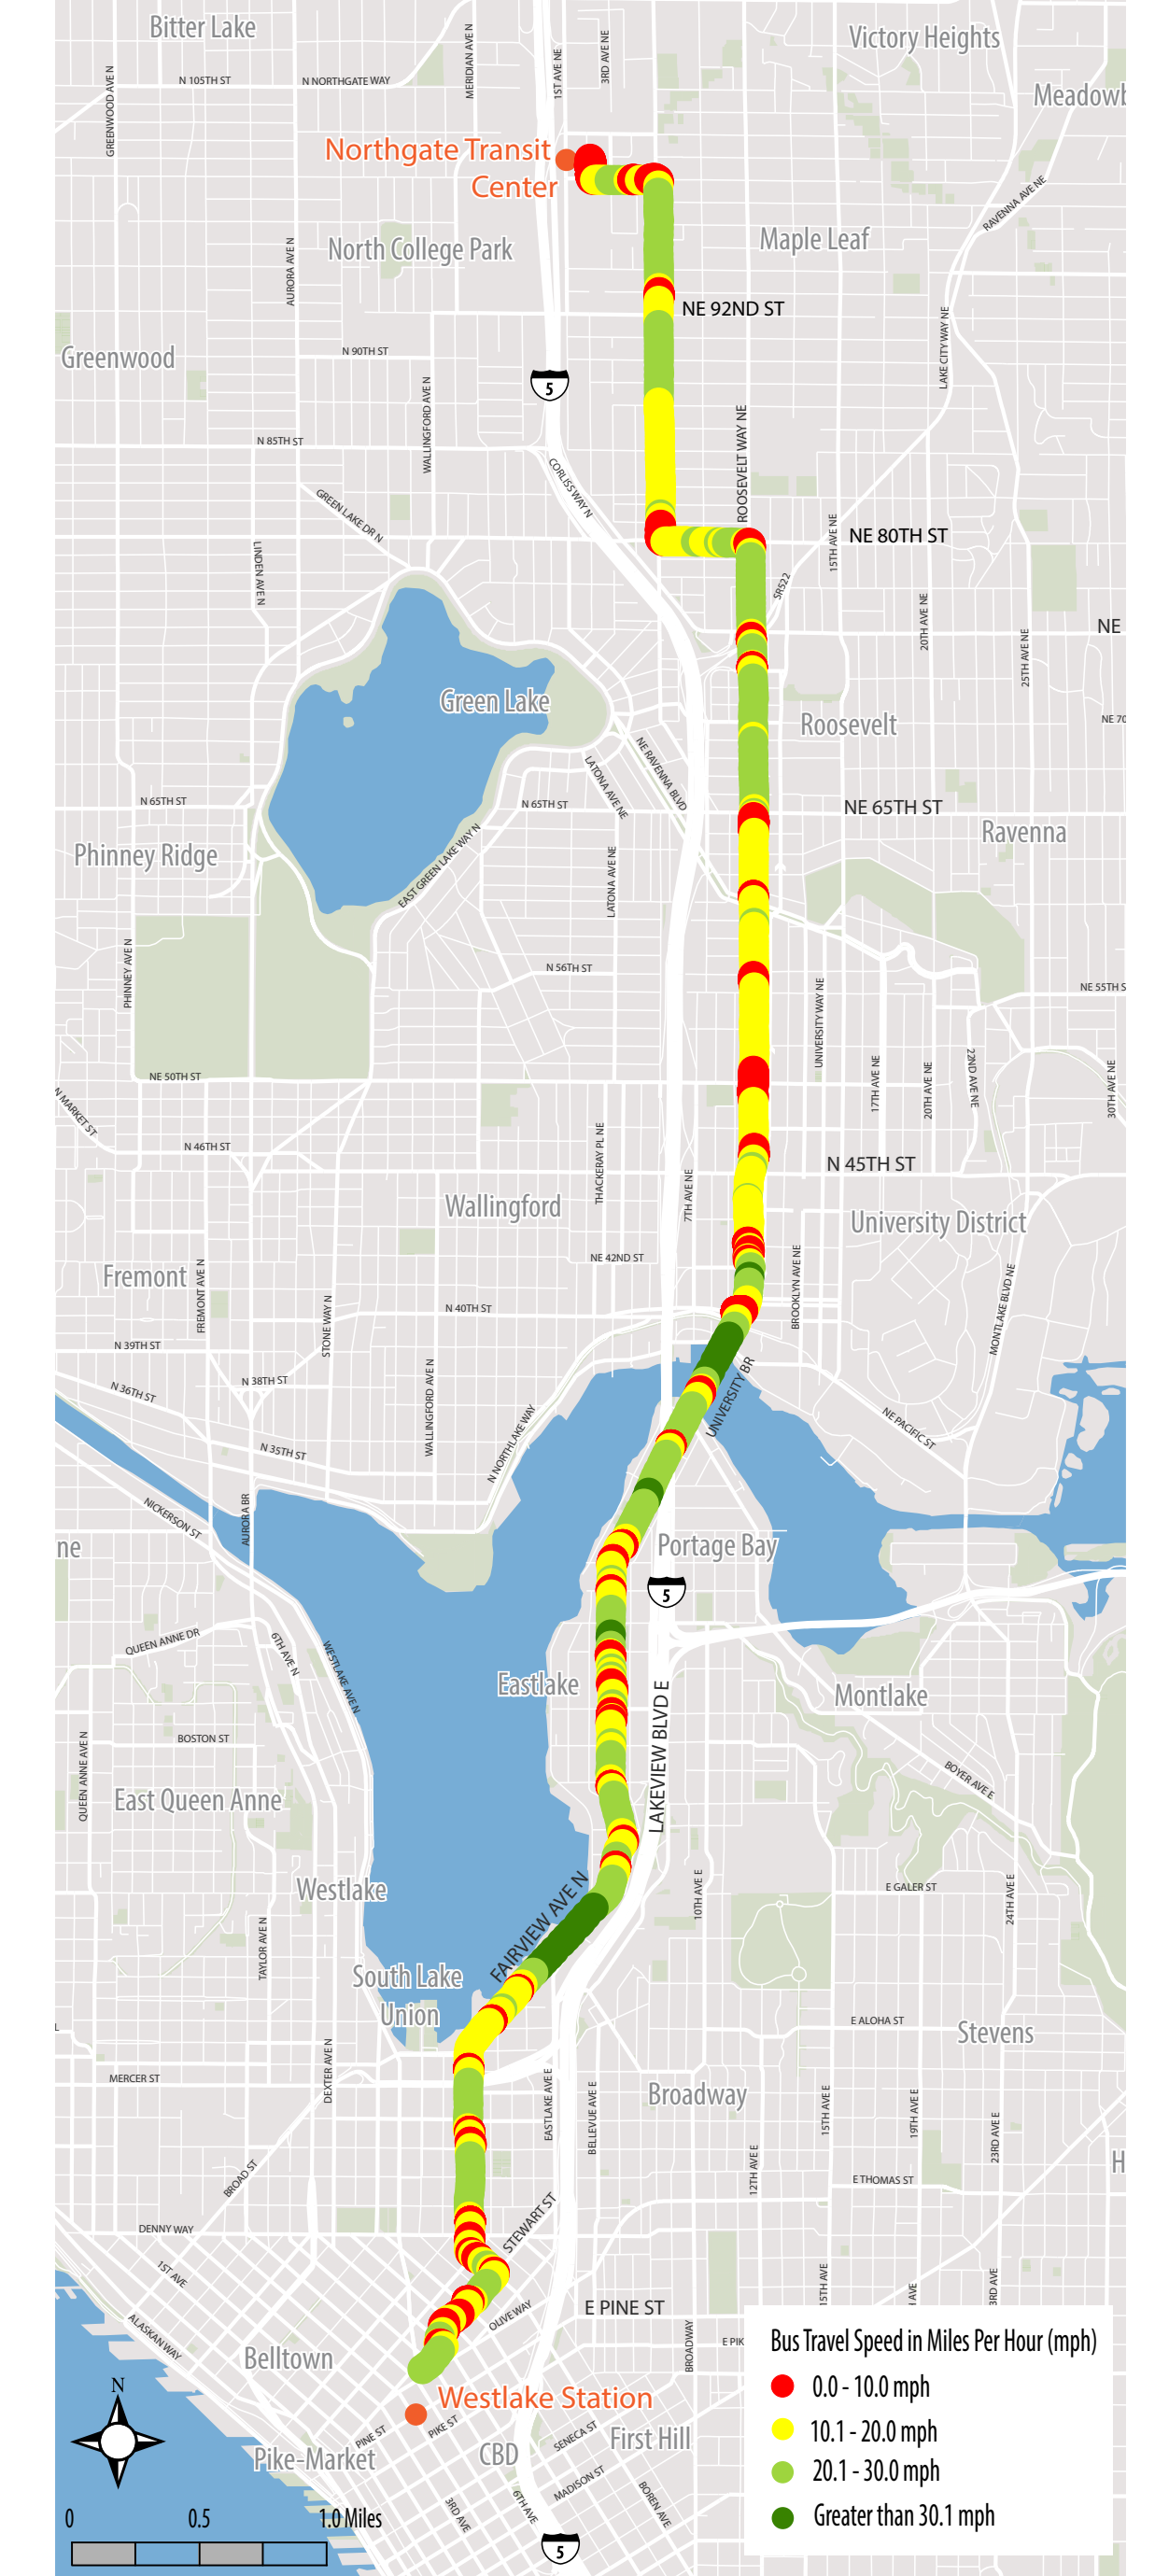 Bitter Lake
Victory Heights
MERIDIAN AVE N
1ST AVE NE
3RD AVE NE
GREENWOOD AVE N
N 105TH ST
N NORTHGATE WAY
Meadowb
Northgate Transit
Center
RAVENNA AVE NE
North College Park
Maple Leaf
AURORA AVE N
NE 92ND ST
LAKE CITY WAY NE
Greenwood
N 90TH ST
5
WALLINGFORD AVE N
ROOSEVELT WAY NE
N 85TH ST
CORLISS WAY N
GREEN LAKE DR N
15TH AVE NE
NE 80TH ST
LINDEN AVE N
SR522
20TH AVE NE
NE
25TH AVE NE
Green Lake
Roosevelt
NE 70
NE RAVENNA BLVD
LATONA AVE NE
N 65TH ST
N 65TH ST
NE 65TH ST
Ravenna
Phinney Ridge
EAST GREEN LAKE WAY N
LATONA AVE NE
PHINNEY AVE N
N 56TH ST
NE 55TH S
UNIVERSITY WAY NE
NE 50TH ST
17TH AVE NE
20TH AVE NE
22ND AVE NE
30TH AVE NE
N MARKET ST
N 46TH ST
THACKERAY PL NE
N 45TH ST
7TH AVE NE
Wallingford
University District
NE 42ND ST
BROOKLYN AVE NE
Fremont
FREMONT AVE N
MONTLAKE BLVD NE
N 40TH ST
STONE WAY N
N 39TH ST
N 38TH ST
N 36TH ST
WALLINGFORD AVE N
UNIVERSITY BR
N NORTHLAKE WAY
NE PACIFIC ST
N 35TH ST
NICKERSON ST
AURORA BR
ne
Portage Bay
5
QUEEN ANNE DR
6TH AVE N
WESTLAKE AVE N
Eastlake
Montlake
LAKEVIEW BLVD E
BOSTON ST
QUEEN ANNE AVE N
BOYER AVE E
East Queen Anne
Westlake
FAIRVIEW AVE N
10TH AVE E
E GALER ST
24TH AVE E
TAYLOR AVE N
South Lake
Union
E ALOHA ST
L
Stevens
DEXTER AVE N
MERCER ST
EASTLAKE AVE E
BELLEVUE AVE E
Broadway
15TH AVE E
19TH AVE E
23RD AVE E
12TH AVE E
H
BROAD ST
E THOMAS ST
STEWART ST
DENNY WAY
1ST AVE
15TH AVE
H AVE
3RD AVE
ALASKAN WAY
OLIVE WAY
E PINE ST
BROADWAY
E PIK
Belltown
Bus Travel Speed in Miles Per Hour (mph)
0.0 - 10.0 mph
10.1 - 20.0 mph
20.1 - 30.0 mph
Greater than 30.1 mph
N
Westlake Station
PINE ST
PIKE ST
SENECA ST
First Hill
Pike-Market
CBD
MADISON ST
BOREN AVE
3RD AVE
6TH AVE
0
0.5
1.0 Miles
5